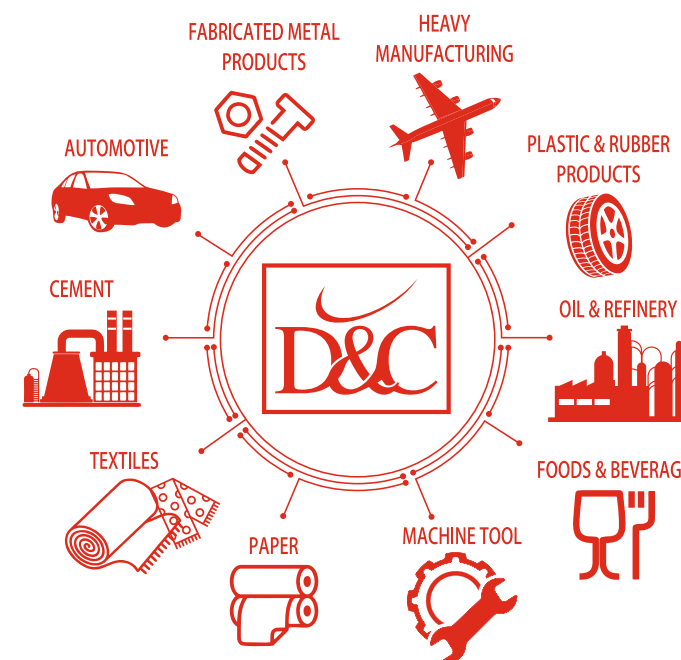 FABRICATED METAL
PRODUCTS
HEAVY
MANUFACTURING
AUTOMOTIVE
PLASTIC & RUBBER
PRODUCTS
CEMENT
OIL & REFINERY
D&C
TEXTILES
FOODS & BEVERAG
PAPER
MACHINE TOOL